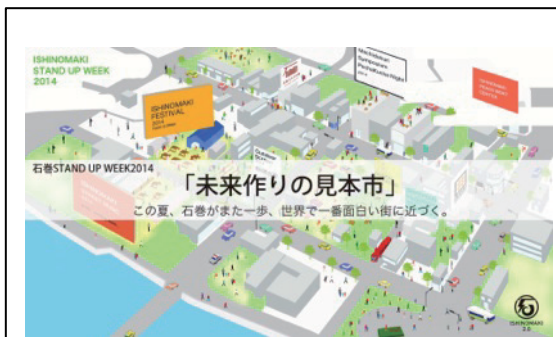 ISHINOMAKI
STAND UP WEEK
2014
ISHINOMAKI
FESTIVAL
2014
Symposium
石巻STAND UP WEEK2014
「未来作りの見本市」
この夏、石巻がまた一歩、世界で一番面白い街に近づく。
ISHINOMAKI
2.0